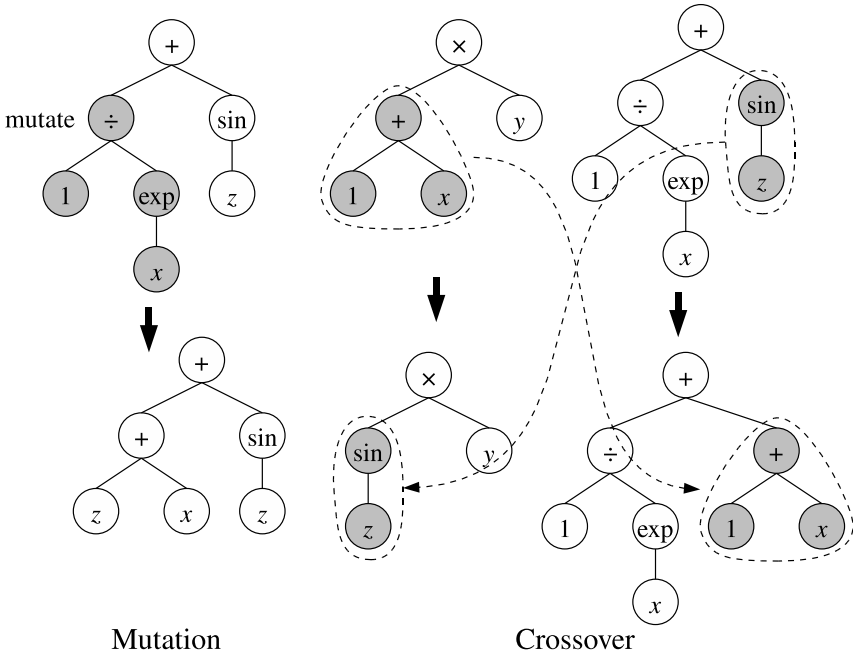 + × +
mutate ÷ sin + y ÷ sin
1 exp z 1 x 1 exp z
x x
+ × +
+ sin sin y ÷ +
z x z z 1 exp 1 x
x
Mutation Crossover